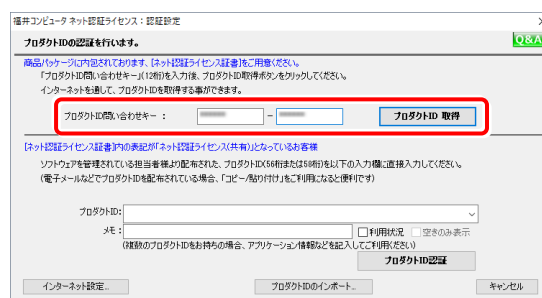 福井コンピュータ ネット認証ライセンス：認証設定
プロダクトIDの認証を行います。
Q&A
商品パッケージに内包されております、[ネット認証ライセンス証書]をご用意ください。
「プロダクトID問い合わせキー」(12桁)を入力後、プロダクトID取得ボタンをクリックしてください。
インターネットを通して、プロダクトIDを取得する事ができます。
プロダクトID問い合わせキー ：
-
プロダクトID 取得
[ネット認証ライセンス証書]内の表記が「ネット認証ライセンス(共有)」となっているお客様
ソフトウェアを管理されている担当者様より配布された、プロダクトID(56桁または58桁)を以下の入力欄に直接入力してください。
(電子メールなどでプロダクトIDを配布されている場合、「コピー/貼り付け」をご利用になると便利です)
プロダクトID:
メモ:
利用状況 空きのみ表示
(複数のプロダクトIDをお持ちの場合、アプリケーション情報などを記入してご利用ください)
プロダクトID認証
インターネット設定...
プロダクトIDのインポート...
キャンセル